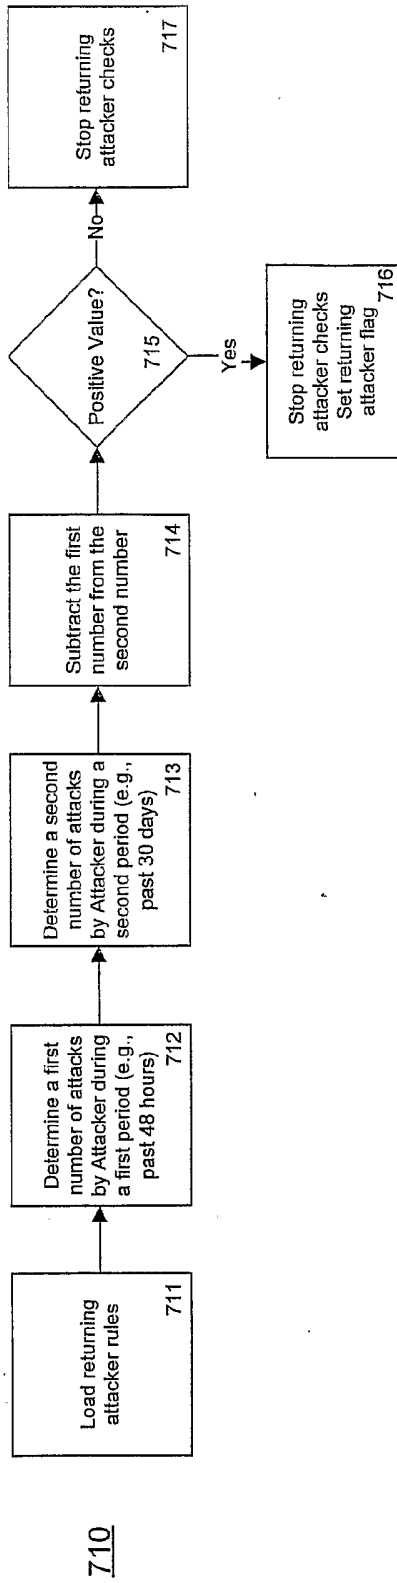 710
Load returning
attacker rules
711
Determine a first
number of attacks
by Attacker during
a first period (e.g.,
past 48 hours)
712
Determine a second
number of attacks
by Attacker during a
second period (e.g.,
past 30 days)
713
Subtract the first
number from the
second number
714
Positive Value?
715
No
Stop returning
attacker checks
717
Yes
Stop returning
attacker checks
Set returning
attacker flag
716